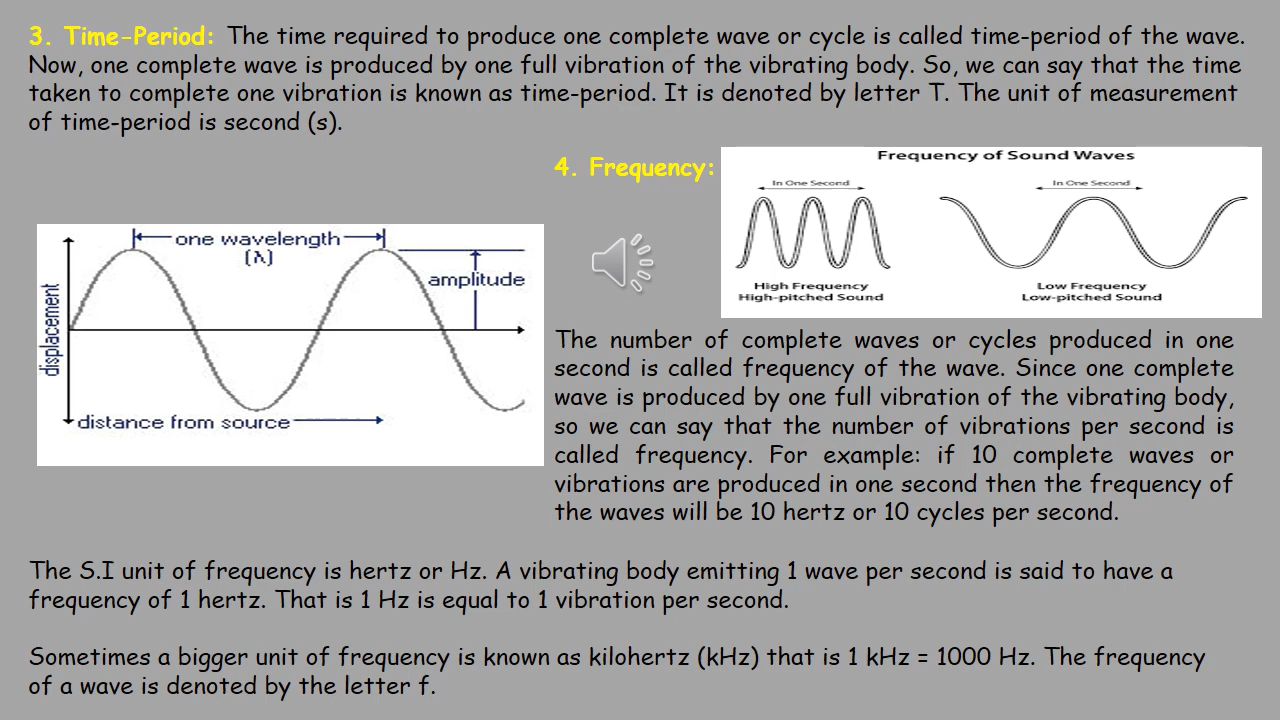 3. Time-Period: The time required to produce one complete wave or cycle is called time-period of the wave.
Now, one complete wave is produced by one full vibration of the vibrating body. So, we can say that the time
taken to complete one vibration is known as time-period. It is denoted by letter T. The unit of measurement
of time-period is second (s).
4. Frequency:
Frequency of Sound Waves
In One Second
In One Second
High Frequency
High-pitched Sound
Low Frequency
Low-pitched Sound
one wavelength
(λ)
amplitude
displacement
distance from source
The number of complete waves or cycles produced in one
second is called frequency of the wave. Since one complete
wave is produced by one full vibration of the vibrating body,
so we can say that the number of vibrations per second is
called frequency. For example: if 10 complete waves or
vibrations are produced in one second then the frequency of
the waves will be 10 hertz or 10 cycles per second.
The S.I unit of frequency is hertz or Hz. A vibrating body emitting 1 wave per second is said to have a
frequency of 1 hertz. That is 1 Hz is equal to 1 vibration per second.
Sometimes a bigger unit of frequency is known as kilohertz (kHz) that is 1 kHz = 1000 Hz. The frequency
of a wave is denoted by the letter f.